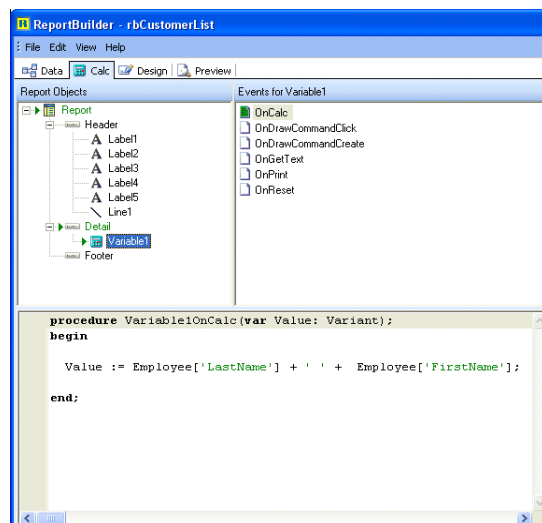 ReportBuilder - rbCustomerList
File Edit View Help
Data Calc Design Preview
Report Objects
Events for Variable1
Report
Header
Label1
Label2
Label3
Label4
Label5
Line1
Detail
Variable1
Footer
OnCalc
OnDrawCommandClick
OnDrawCommandCreate
OnGetText
OnPrint
OnReset
procedure Variable1OnCalc(var Value: Variant);
begin
Value := Employee['LastName'] + ' ' + Employee['FirstName'];
end;